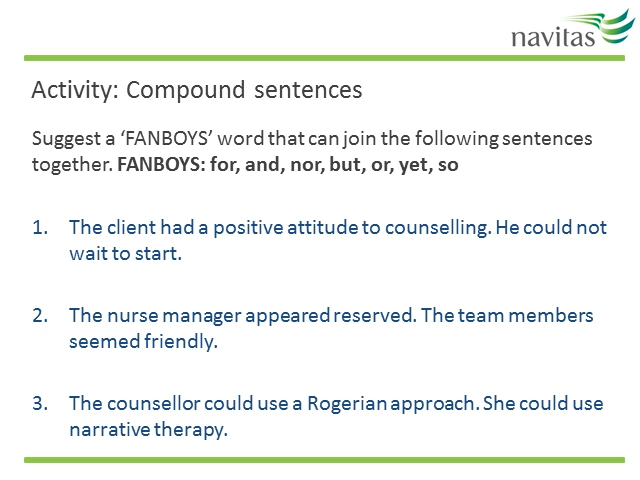 navitas
Activity: Compound sentences
Suggest a ‘FANBOYS’ word that can join the following sentences
together. FANBOYS: for, and, nor, but, or, yet, so
1. The client had a positive attitude to counselling. He could not
wait to start.
2. The nurse manager appeared reserved. The team members
seemed friendly.
3. The counsellor could use a Rogerian approach. She could use
narrative therapy.